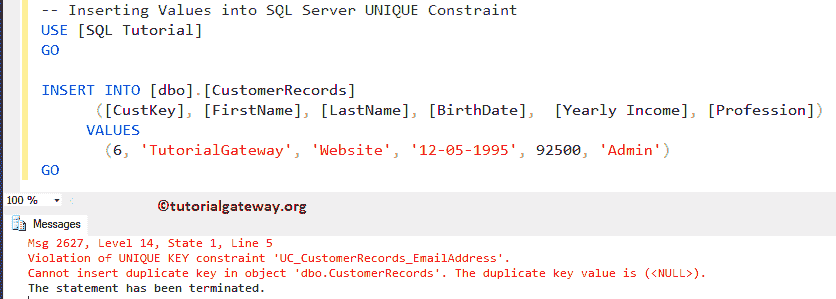 -- Inserting Values into SQL Server UNIQUE Constraint
USE [SQL Tutorial]
GO
INSERT INTO [dbo].[CustomerRecords]
([CustKey], [FirstName], [LastName], [BirthDate],  [Yearly Income], [Profession])
VALUES
(6, 'TutorialGateway', 'Website', '12-05-1995', 92500, 'Admin')
GO
100 %
©tutorialgateway.org
Messages
Msg 2627, Level 14, State 1, Line 5
Violation of UNIQUE KEY constraint 'UC_CustomerRecords_EmailAddress'.
Cannot insert duplicate key in object 'dbo.CustomerRecords'. The duplicate key value is (<NULL>).
The statement has been terminated.